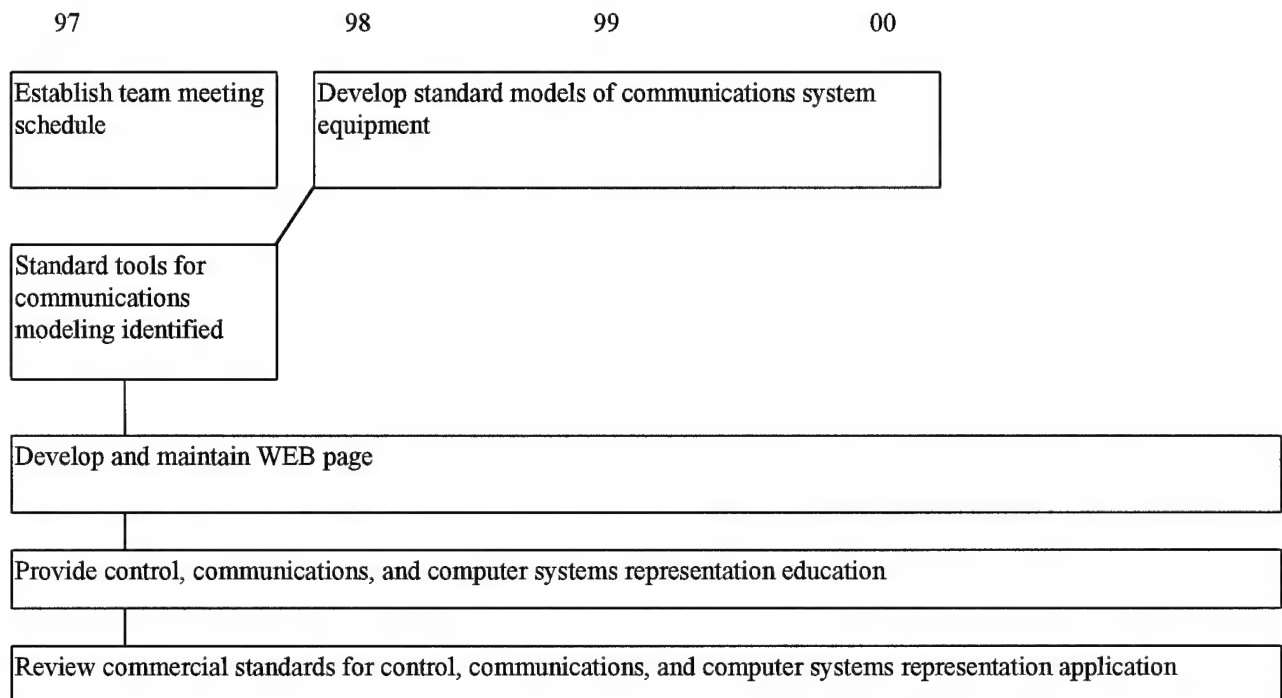 97 98 99 00
Establish team meeting
schedule
Develop standard models of communications system
equipment
Standard tools for
communications
modeling identified
Develop and maintain WEB page
Provide control, communications, and computer systems representation education
Review commercial standards for control, communications, and computer systems representation application